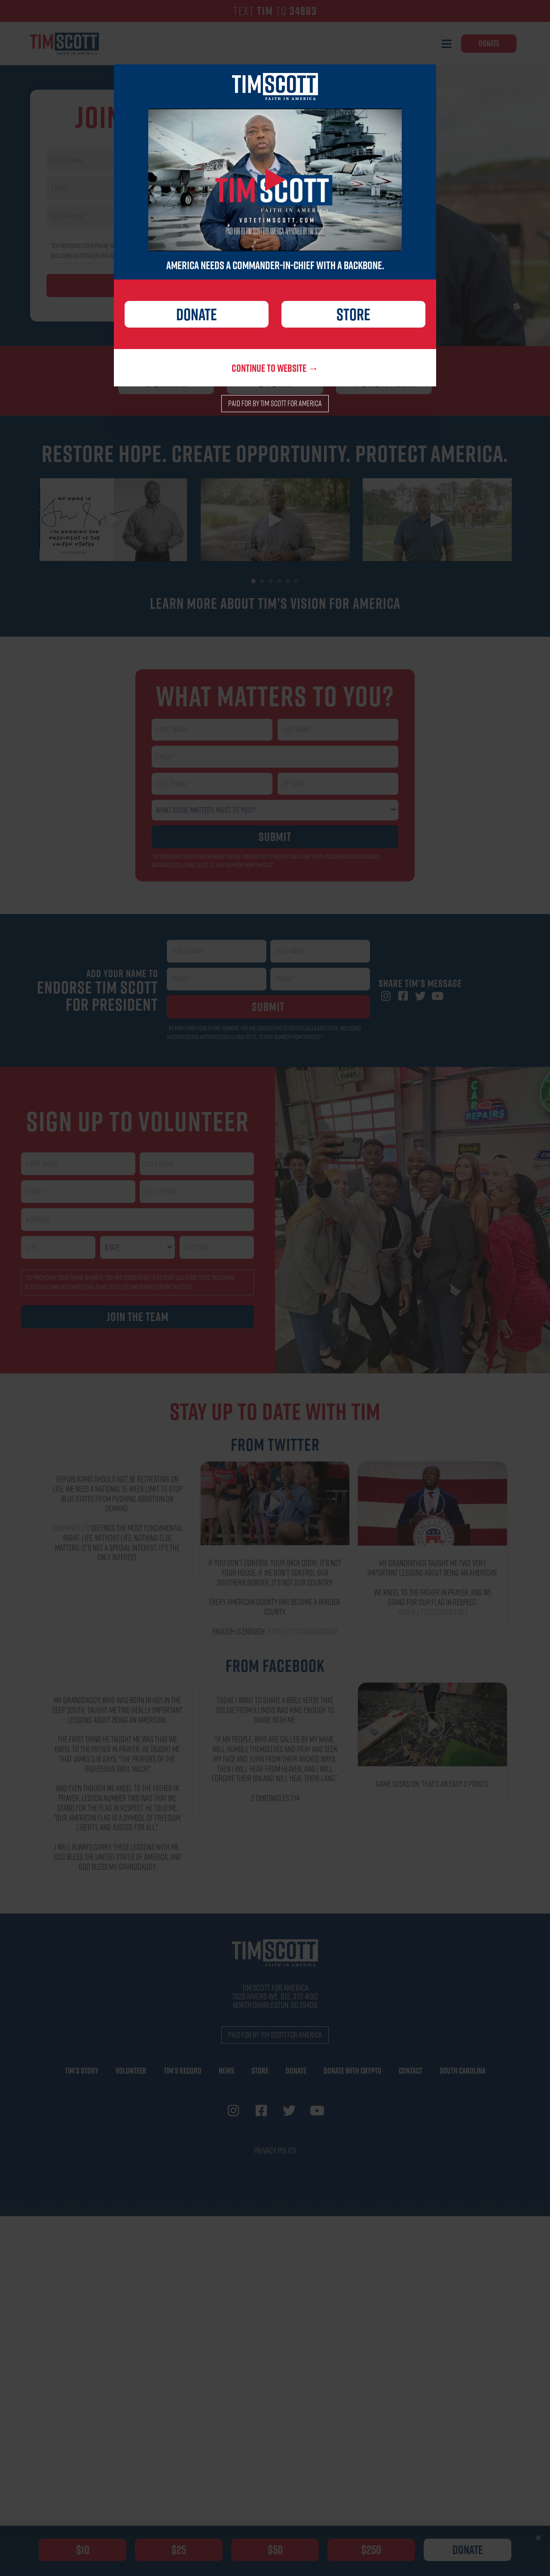 TEXT TIM TO 34883
TIMSCOTT
FAITH IN AMERICA
DONATE
JOIN
TIMSCOTT
FAITH IN AMERICA
TIM SCOTT
FAITH IN AMERICA
VOTETIMSCOTT.COM
PAID FOR BY TIM SCOTT FOR AMERICA. APPROVED BY TIM SCOTT
AMERICA NEEDS A COMMANDER-IN-CHIEF WITH A BACKBONE.
DONATE
STORE
CONTINUE TO WEBSITE →
PAID FOR BY TIM SCOTT FOR AMERICA
RESTORE HOPE. CREATE OPPORTUNITY. PROTECT AMERICA.
MY NAME IS
I'M RUNNING FOR
PRESIDENT OF THE
UNITED STATES
LEARN MORE ABOUT TIM'S VISION FOR AMERICA
WHAT MATTERS TO YOU?
FIRST NAME
LAST NAME
EMAIL
CELL PHONE
ZIP CODE
WHAT ISSUE MATTERS MOST TO YOU?*
SUBMIT
ADD YOUR NAME TO
ENDORSE TIM SCOTT
FOR PRESIDENT
FIRST NAME
LAST NAME
EMAIL
PHONE
SUBMIT
SHARE TIM'S MESSAGE
SIGN UP TO VOLUNTEER
FIRST NAME
LAST NAME
EMAIL
CELL PHONE
ADDRESS
CITY
STATE
ZIP CODE
JOIN THE TEAM
CAR
REPAIRS
STAY UP TO DATE WITH TIM
FROM TWITTER
REPUBLICANS SHOULD NOT BE RETREATING ON
LIFE. WE NEED A NATIONAL 15-WEEK LIMIT TO STOP
BLUE STATES FROM PUSHING ABORTION ON
DEMAND.
DEFENDS THE MOST FUNDAMENTAL
RIGHT: LIFE. WITHOUT LIFE, NOTHING ELSE
MATTERS. IT'S NOT A SPECIAL INTEREST, IT'S THE
ONLY INTEREST.
IF YOU DON'T CONTROL YOUR BACK DOOR, IT'S NOT
YOUR HOUSE. IF WE DON'T CONTROL OUR
SOUTHERN BORDER, IT'S NOT OUR COUNTRY.
EVERY AMERICAN COUNTY HAS BECOME A BORDER
COUNTY.
ENOUGH IS ENOUGH.
MY GRANDFATHER TAUGHT ME TWO VERY
IMPORTANT LESSONS ABOUT BEING AN AMERICAN.
WE KNEEL TO THE FATHER IN PRAYER, AND WE
STAND FOR OUR FLAG IN RESPECT.
FROM FACEBOOK
MY GRANDDADDY, WHO WAS BORN IN 1921 IN THE
DEEP SOUTH, TAUGHT ME TWO REALLY IMPORTANT
LESSONS ABOUT BEING AN AMERICAN.
THE FIRST THING HE TAUGHT ME WAS THAT WE
KNEEL TO THE FATHER IN PRAYER. HE TAUGHT ME
THAT JAMES 5:16 SAYS, "THE PRAYERS OF THE
RIGHTEOUS AVAIL MUCH"
AND EVEN THOUGH WE KNEEL TO THE FATHER IN
PRAYER, LESSON NUMBER TWO WAS THAT WE
STAND FOR THE FLAG IN RESPECT. HE TOLD ME,
"OUR AMERICAN FLAG IS A SYMBOL OF FREEDOM,
LIBERTY, AND JUSTICE FOR ALL."
I WILL ALWAYS CARRY THESE LESSONS WITH ME.
GOD BLESS THE UNITED STATES OF AMERICA, AND
GOD BLESS MY GRANDDADDY.
TODAY, I WANT TO SHARE A BIBLE VERSE THAT
GOLDIE FROM ILLINOIS WAS KIND ENOUGH TO
SHARE WITH ME:
"IF MY PEOPLE, WHO ARE CALLED BY MY NAME,
WILL HUMBLE THEMSELVES AND PRAY AND SEEK
MY FACE AND TURN FROM THEIR WICKED WAYS,
THEN I WILL HEAR FROM HEAVEN, AND I WILL
FORGIVE THEIR SIN AND WILL HEAL THEIR LAND."
2 CHRONICLES 7:14
GAME SOCKS ON. THAT'S AN EASY 3 POINTS
TIMSCOTT
FAITH IN AMERICA
TIM SCOTT FOR AMERICA
7620 RIVERS AVE, STE. 370 #312
NORTH CHARLESTON, SC 29406
PAID FOR BY TIM SCOTT FOR AMERICA
TIM'S STORY
VOLUNTEER
TIM'S RECORD
NEWS
STORE
DONATE
DONATE WITH CRYPTO
CONTACT
SOUTH CAROLINA
PRIVACY POLICY
$10
$25
$50
$250
DONATE